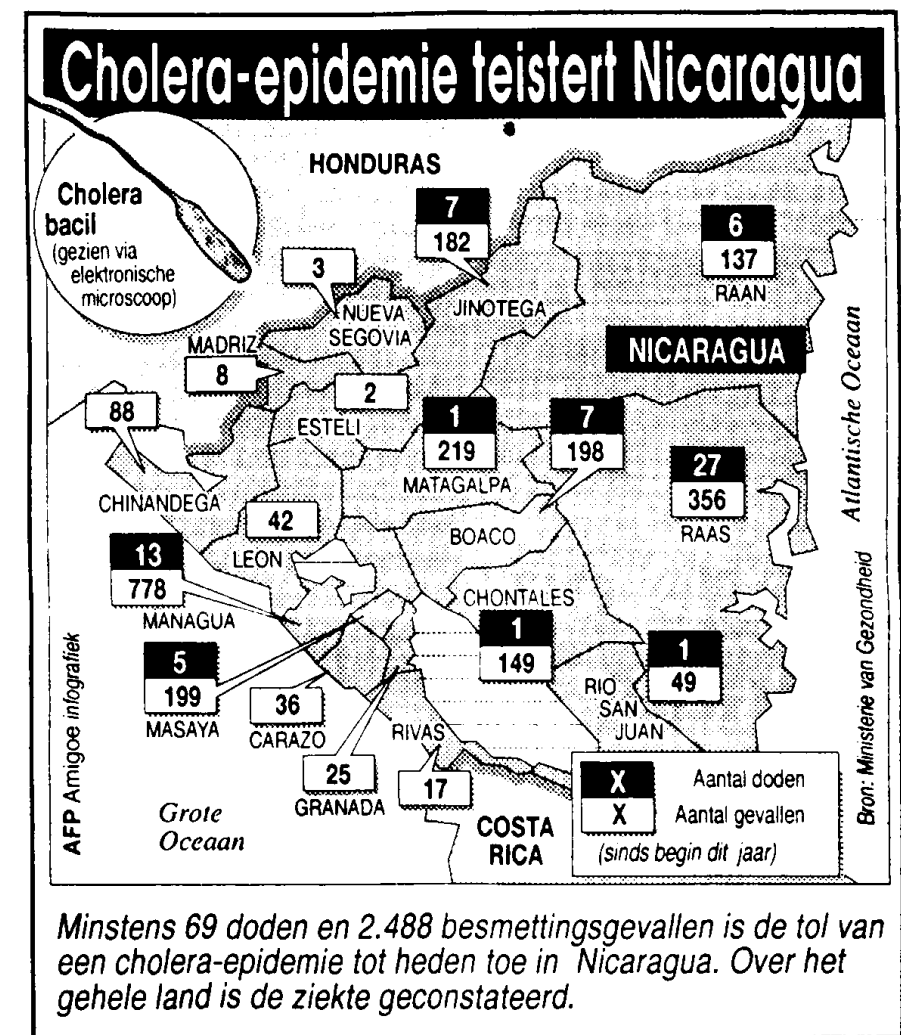 Cholera-epidemie teistert Nicaragua
Cholera
bacil
(gezien via
elektronische
microscoop)
HONDURAS
7
182
JINOTEGA
6
137
RAAN
3
NUEVA
SEGOVIA
MADRIZ
8
NICARAGUA
2
ESTELI
88
CHINANDEGA
1
219
MATAGALPA
7
198
BOACO
27
356
RAAS
Atlantische Oceaan
42
LEON
13
778
MANAGUA
CHONTALES
1
149
5
199
MASAYA
36
CARAZO
25
GRANADA
RIVAS
17
1
49
RIO
SAN
JUAN
Grote
Oceaan
COSTA
RICA
X Aantal doden
X Aantal gevallen
(sinds begin dit jaar)
AFP Amigoe infografiek
Bron: Ministerie van Gezondheid
Minstens 69 doden en 2.488 besmettingsgevallen is de tol van
een cholera-epidemie tot heden toe in Nicaragua. Over het
gehele land is de ziekte geconstateerd.